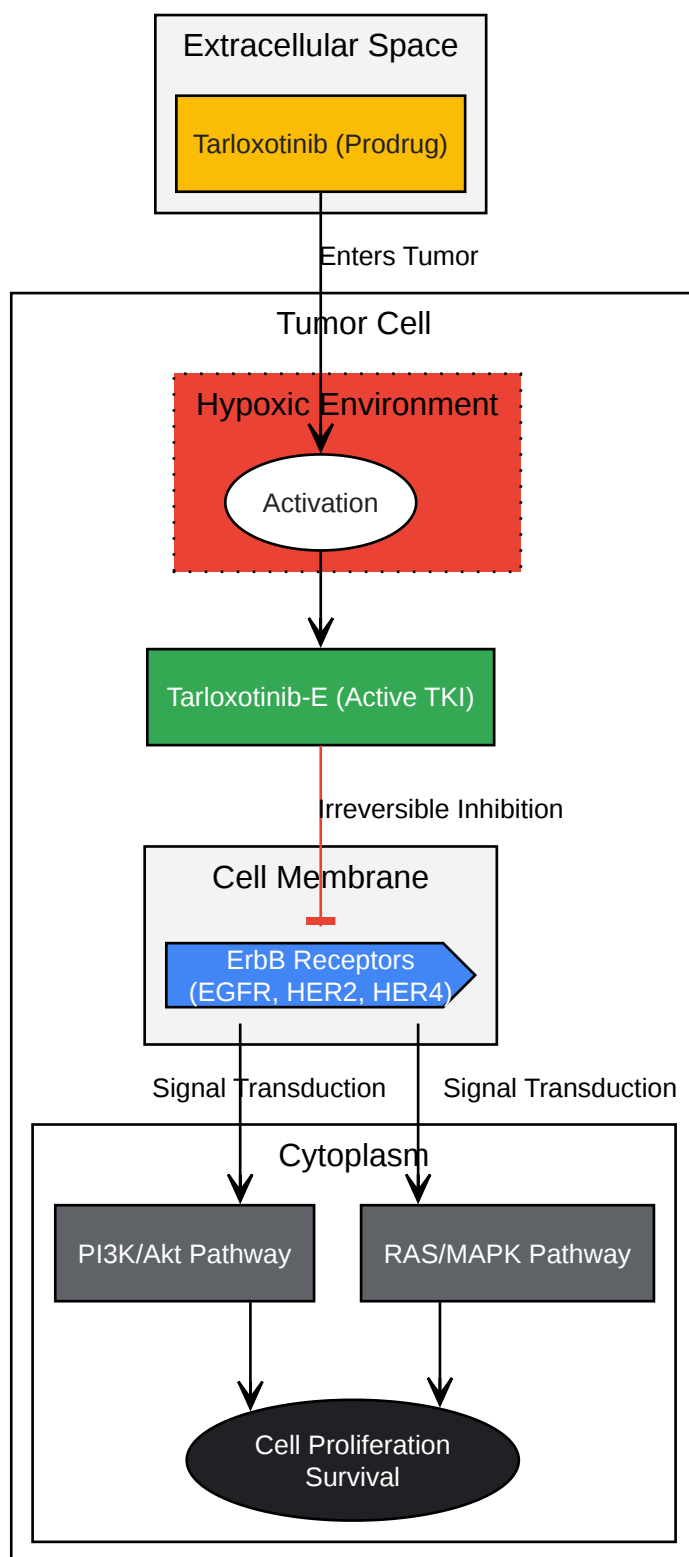 Extracellular Space
Tarloxotinib (Prodrug)
Enters Tumor
Tumor Cell
Hypoxic Environment
Activation
Tarloxotinib-E (Active TKI)
Irreversible Inhibition
Cell Membrane
ErbB Receptors
(EGFR, HER2, HER4)
Signal Transduction
Signal Transduction
Cytoplasm
PI3K/Akt Pathway
RAS/MAPK Pathway
Cell Proliferation
Survival